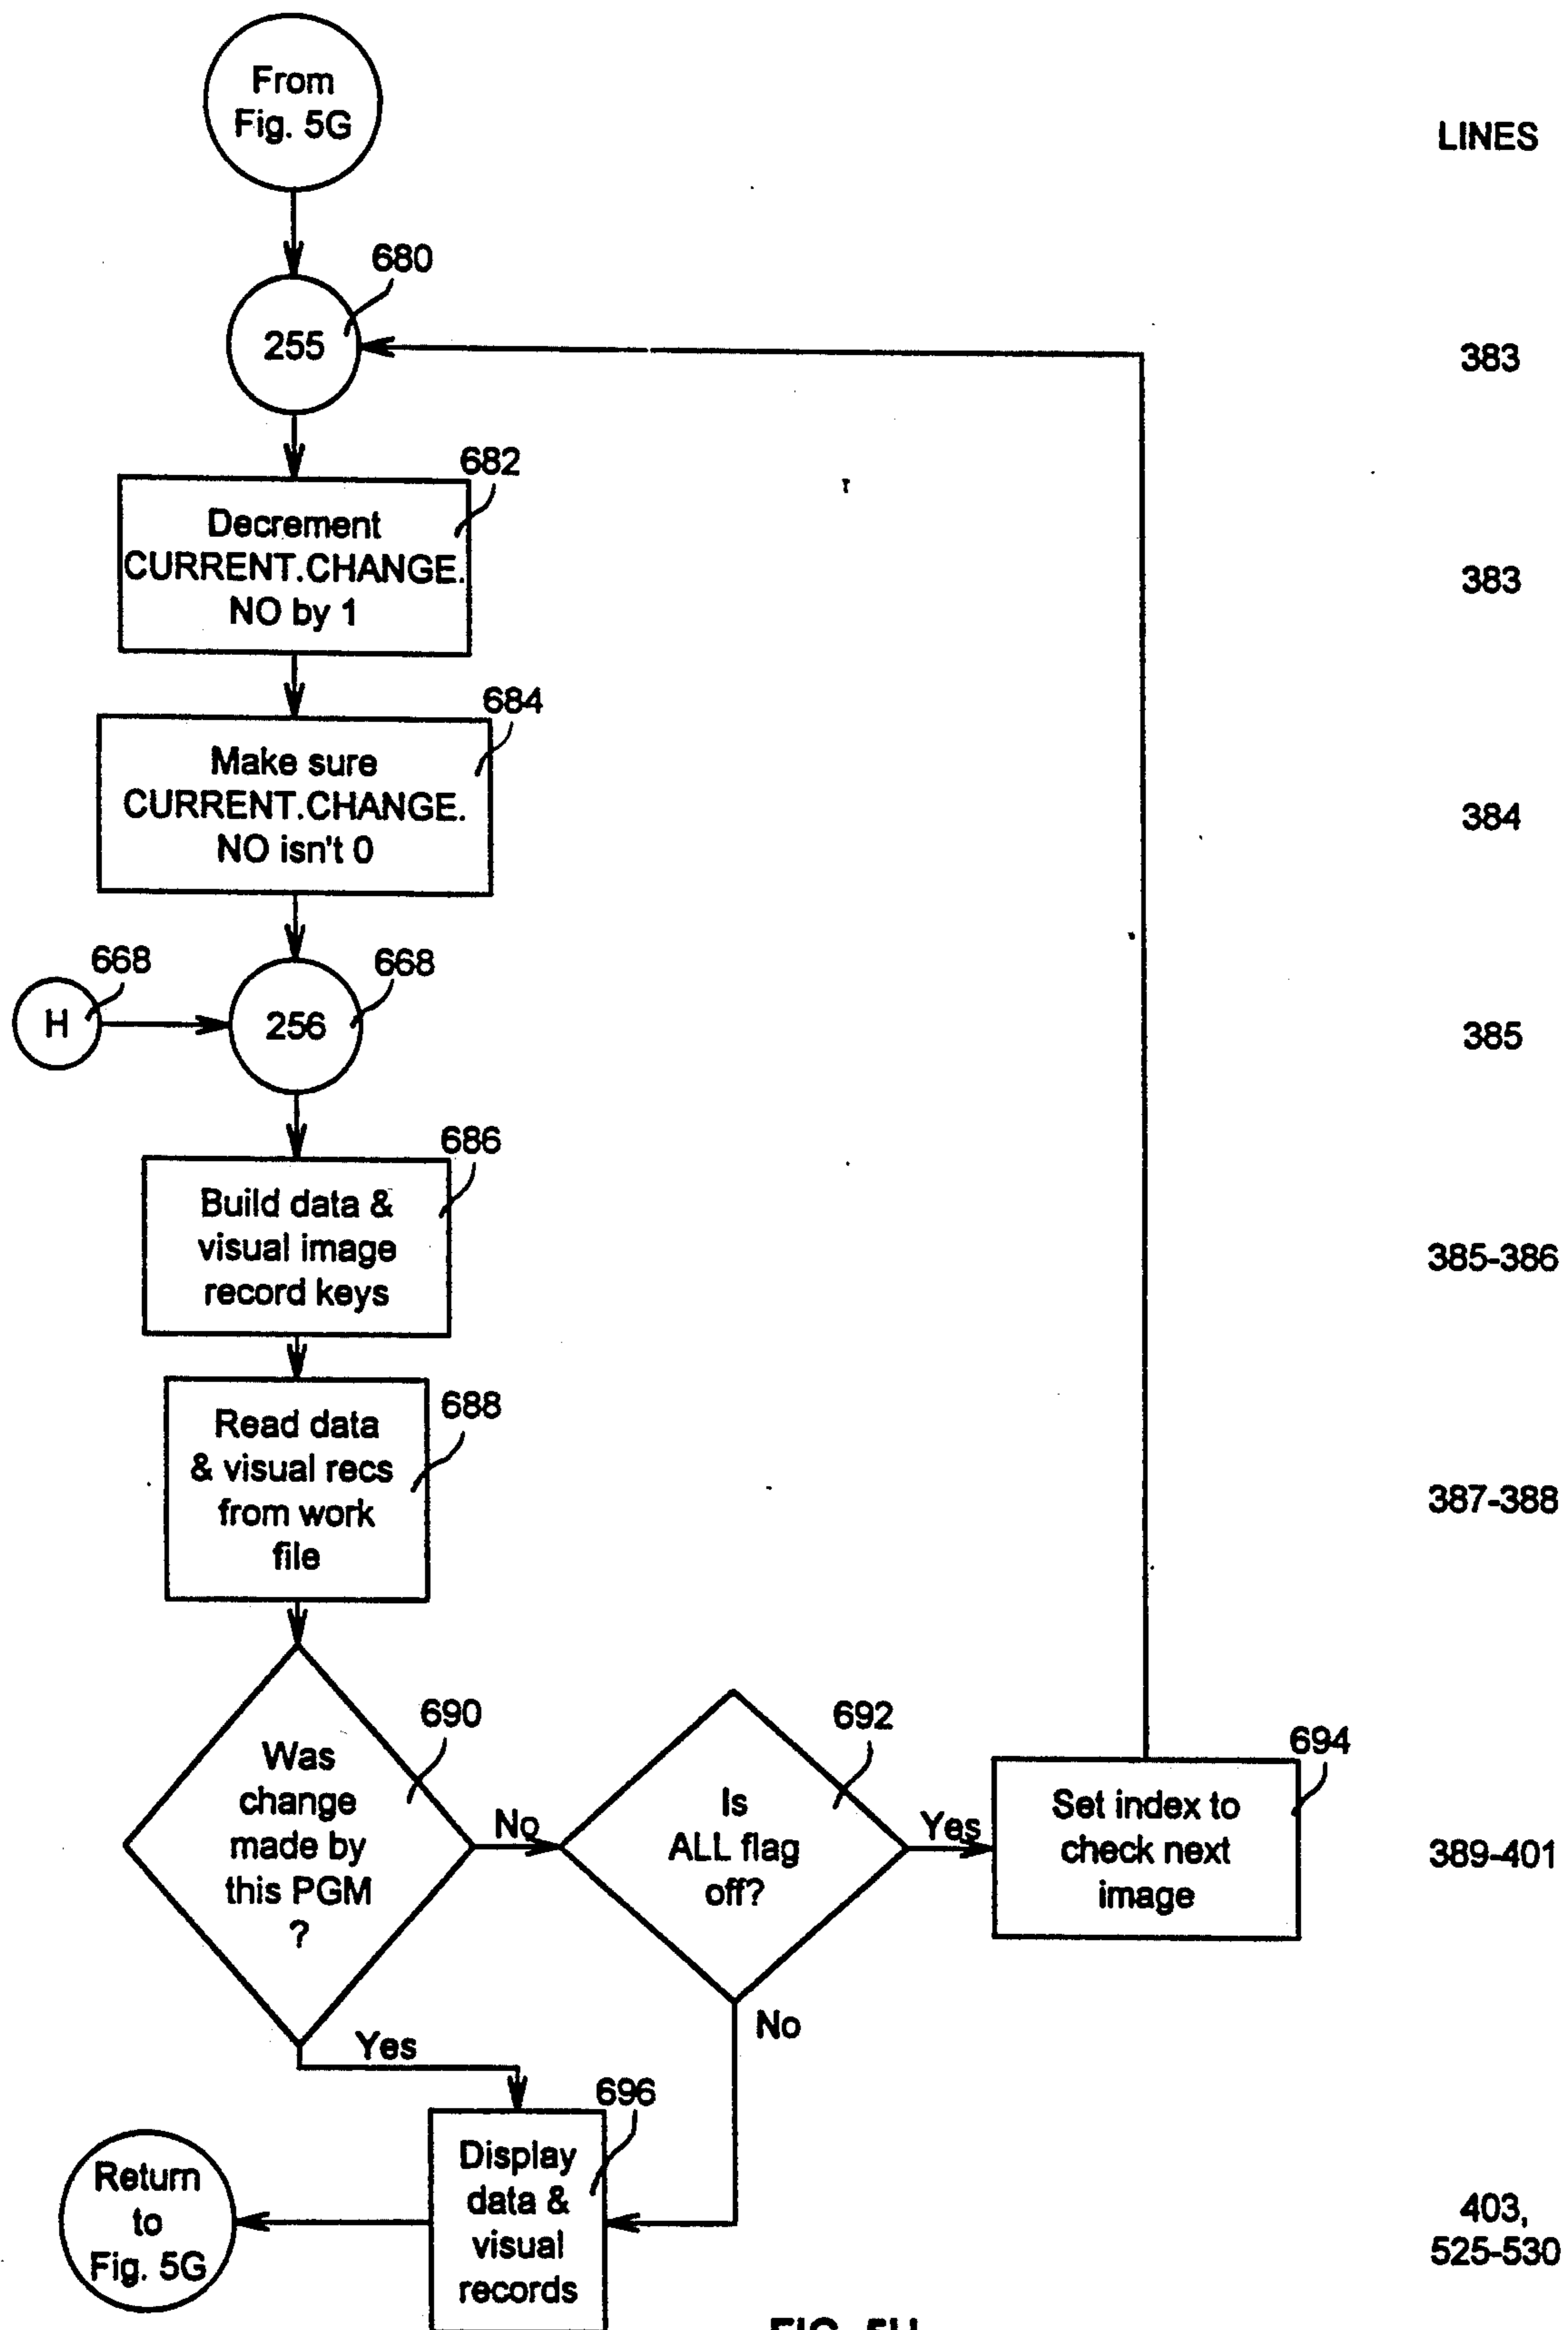 From
Fig. 5G
LINES
680
255
383
682
Decrement
CURRENT.CHANGE.
NO by 1
383
684
Make sure
CURRENT.CHANGE.
NO isn't 0
384
668
H
668
256
385
686
Build data &
visual image
record keys
385-386
688
Read data
& visual recs
from work
file
387-388
690
Was
change
made by
this PGM
?
No
692
Is
ALL flag
off?
Yes
694
Set index to
check next
image
389-401
Yes
No
696
Display
data &
visual
records
Return
to
Fig. 5G
403,
525-530